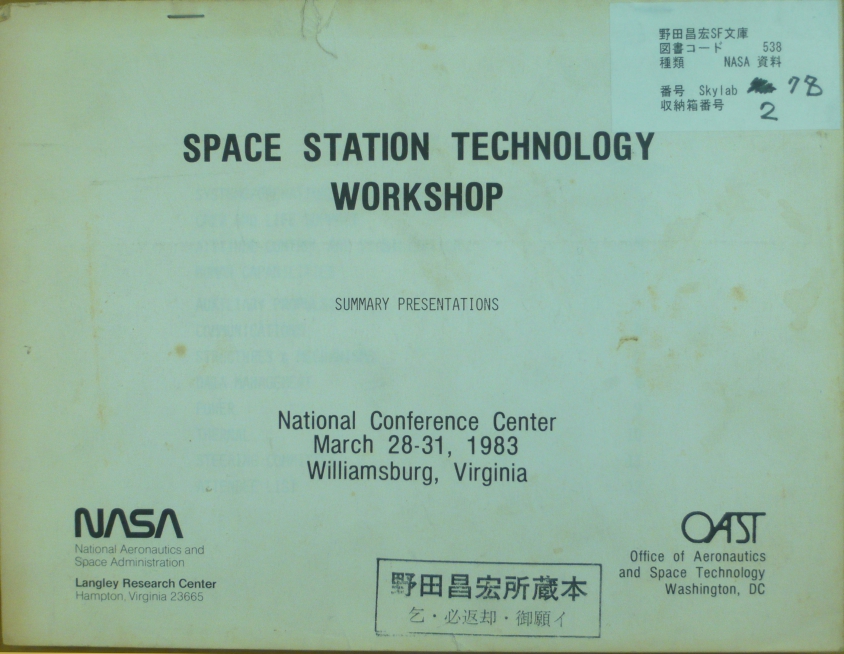 野田昌宏SF文庫
図書コード 538
種類 NASA 資料
番号 Skylab 78
収納箱番号 2
SPACE STATION TECHNOLOGY
WORKSHOP
SUMMARY PRESENTATIONS
National Conference Center
March 28-31, 1983
Williamsburg, Virginia
NASA
National Aeronautics and
Space Administration
Langley Research Center
Hampton, Virginia 23665
OAST
Office of Aeronautics
and Space Technology
Washington, DC
野田昌宏所蔵本
乞・必返却・御願イ